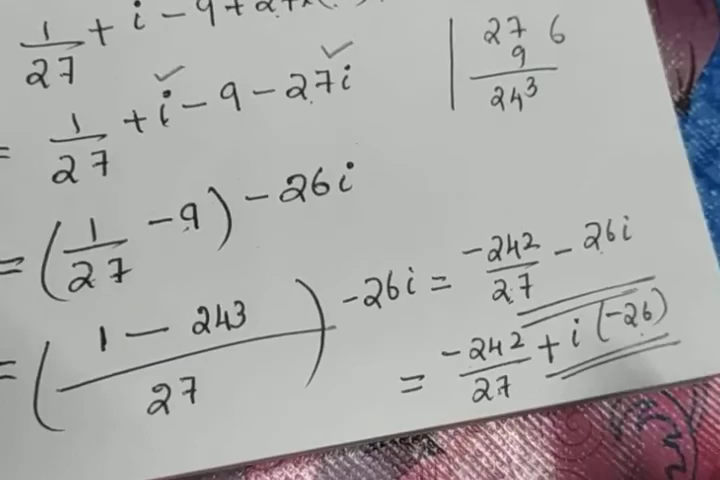 1/27 + i - 9 + 27
= 1/27 + i - 9 - 27i
= (1/27 - 9) - 26i
= (1 - 243 / 27) - 26i = -242/27 - 26i
= -242/27 + i(-26)
27 6
9
243